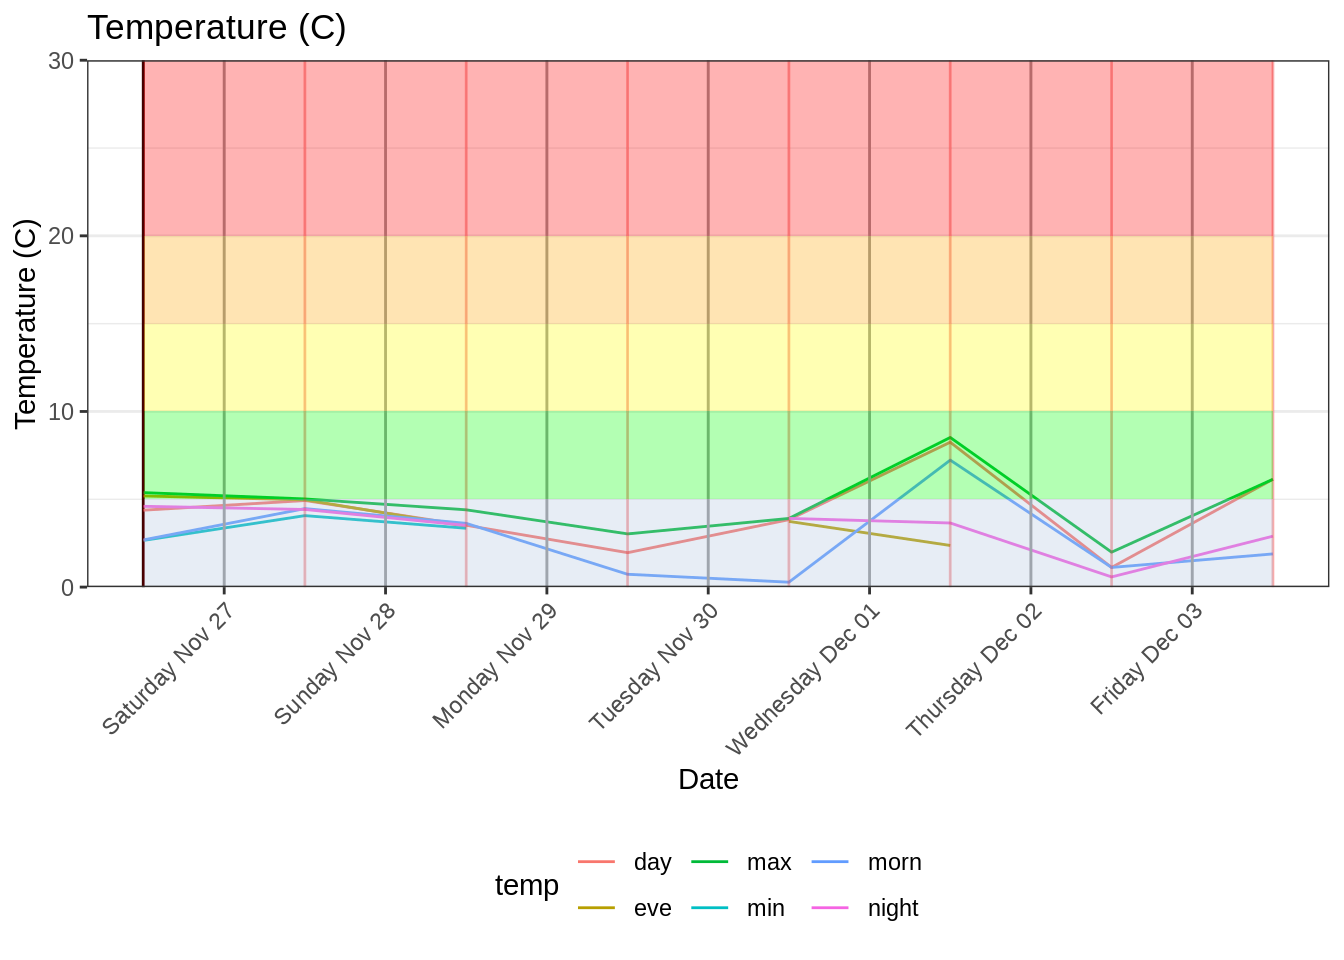 Temperature (C)
Temperature (C)
30
20
10
0
Saturday Nov 27
Sunday Nov 28
Monday Nov 29
Tuesday Nov 30
Wednesday Dec 01
Thursday Dec 02
Friday Dec 03
Date
temp
day
max
morn
eve
min
night